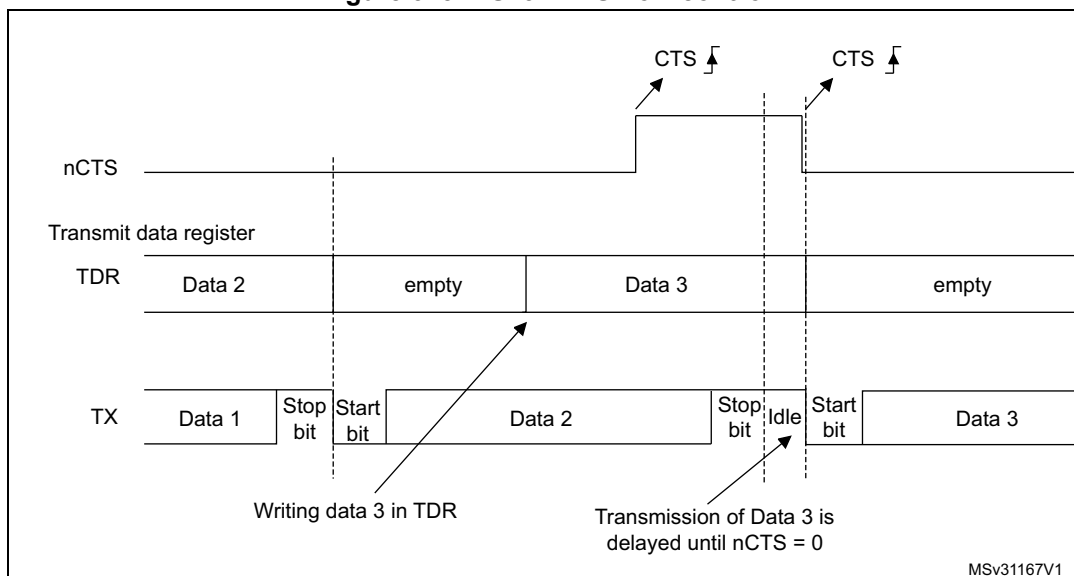 CTS CTS
nCTS
Transmit data register
TDR Data 2 empty Data 3 empty
TX Data 1 Stop bit Start bit Data 2 Stop bit Idle Start bit Data 3
Writing data 3 in TDR
Transmission of Data 3 is
delayed until nCTS = 0
MSv31167V1